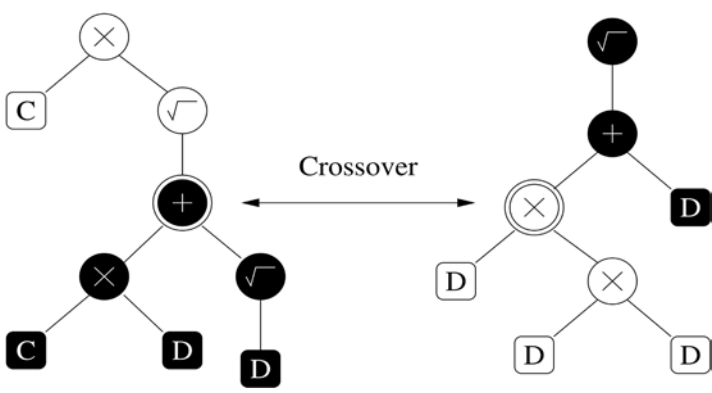 × √
C √ +
Crossover
+ × D
× √ D ×
C D D D D